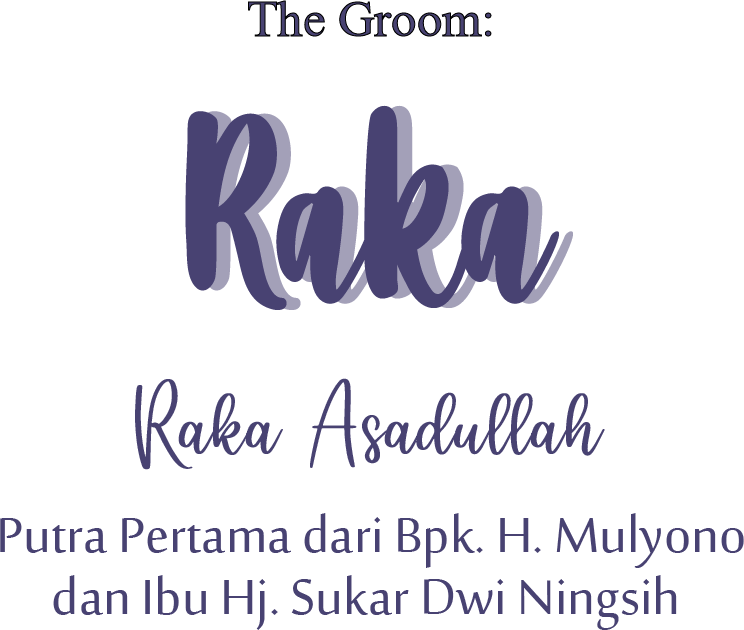 The Groom:
Raka
Raka Asadullah
Putra Pertama dari Bpk. H. Mulyono
dan Ibu Hj. Sukar Dwi Ningsih